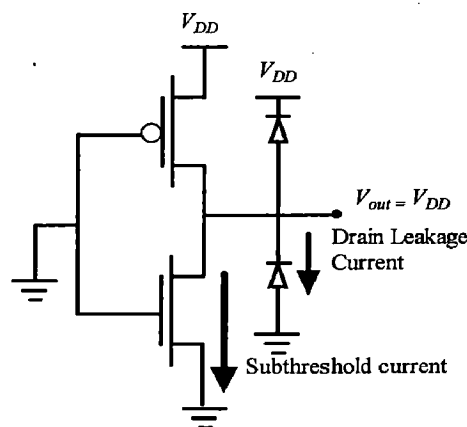 V_DD
V_DD
V_out = V_DD
Drain Leakage
Current
Subthreshold current